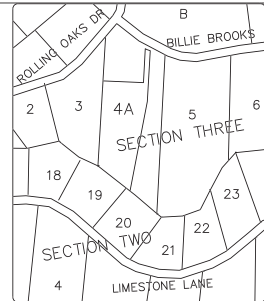 B
BILLIE BROOKS
ROLLING OAKS DR
2
3
4A
5
6
SECTION THREE
18
19
20
21
22
23
SECTION TWO
4
LIMESTONE LANE